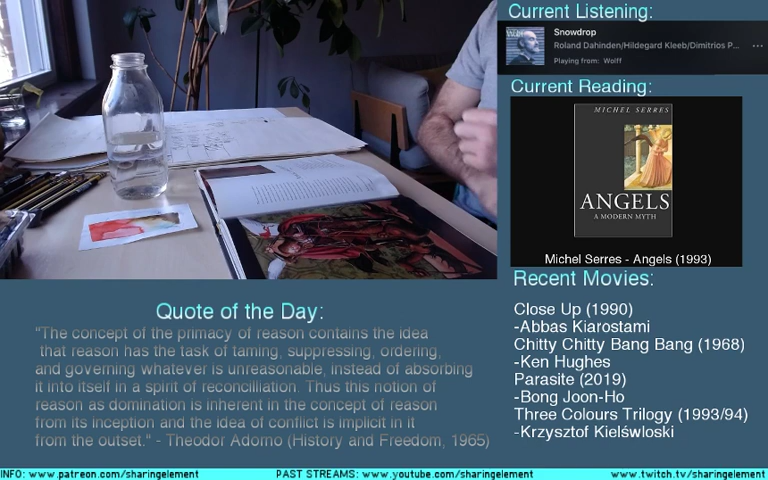 Current Listening:
Snowdrop
Roland Dahinden/Hildegard Kleeb/Dimitrios P...
Playing from: Wolff
Current Reading:
MICHEL SERRES
ANGELS
A MODERN MYTH
Michel Serres - Angels (1993)
Recent Movies:
Close Up (1990)
-Abbas Kiarostami
Chitty Chitty Bang Bang (1968)
-Ken Hughes
Parasite (2019)
-Bong Joon-Ho
Three Colours Trilogy (1993/94)
-Krzysztof Kielśwloski
Quote of the Day:
"The concept of the primacy of reason contains the idea
that reason has the task of taming, suppressing, ordering,
and governing whatever is unreasonable, instead of absorbing
it into itself in a spirit of reconcilliation. Thus this notion of
reason as domination is inherent in the concept of reason
from its inception and the idea of conflict is implicit in it
from the outset." - Theodor Adorno (History and Freedom, 1965)
INFO: www.patreon.com/sharingelement
PAST STREAMS: www.youtube.com/sharingelement
www.twitch.tv/sharingelement